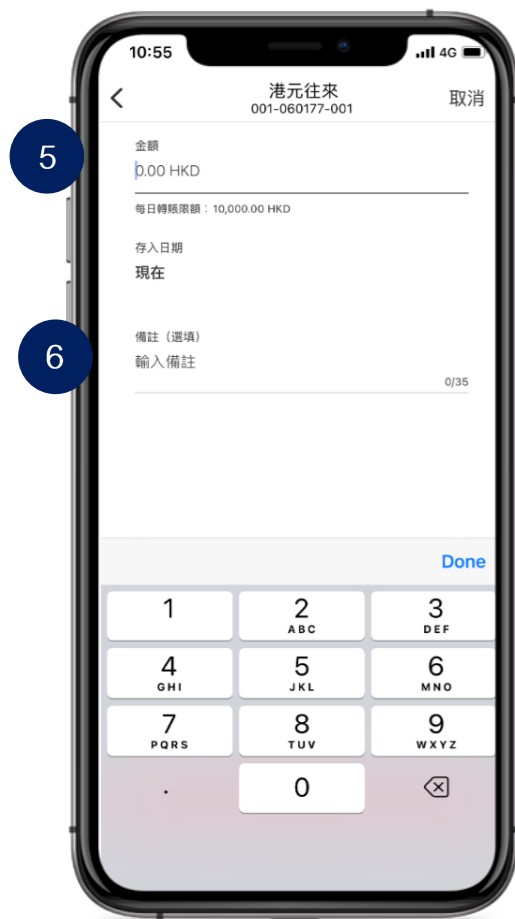 10:55
4G
港元往來
001-060177-001
取消
5
金額
0.00 HKD
每日轉賬限額：10,000.00 HKD
存入日期
現在
6
備註（選填）
輸入備註
0/35
Done
1
2
ABC
3
DEF
4
GHI
5
JKL
6
MNO
7
PQRS
8
TUV
9
WXYZ
.
0